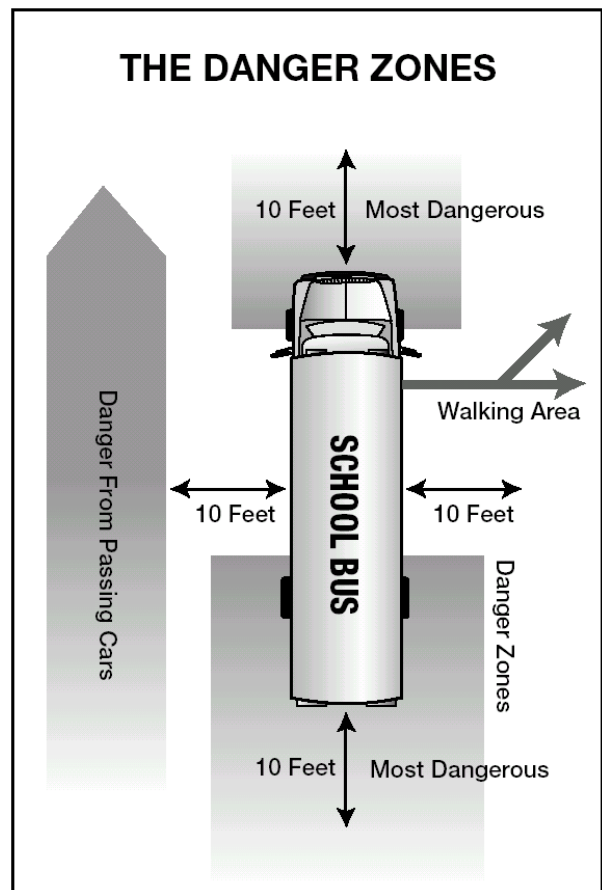 THE DANGER ZONES
10 Feet
Most Dangerous
Walking Area
Danger From Passing Cars
SCHOOL BUS
10 Feet
10 Feet
Danger Zones
10 Feet
Most Dangerous